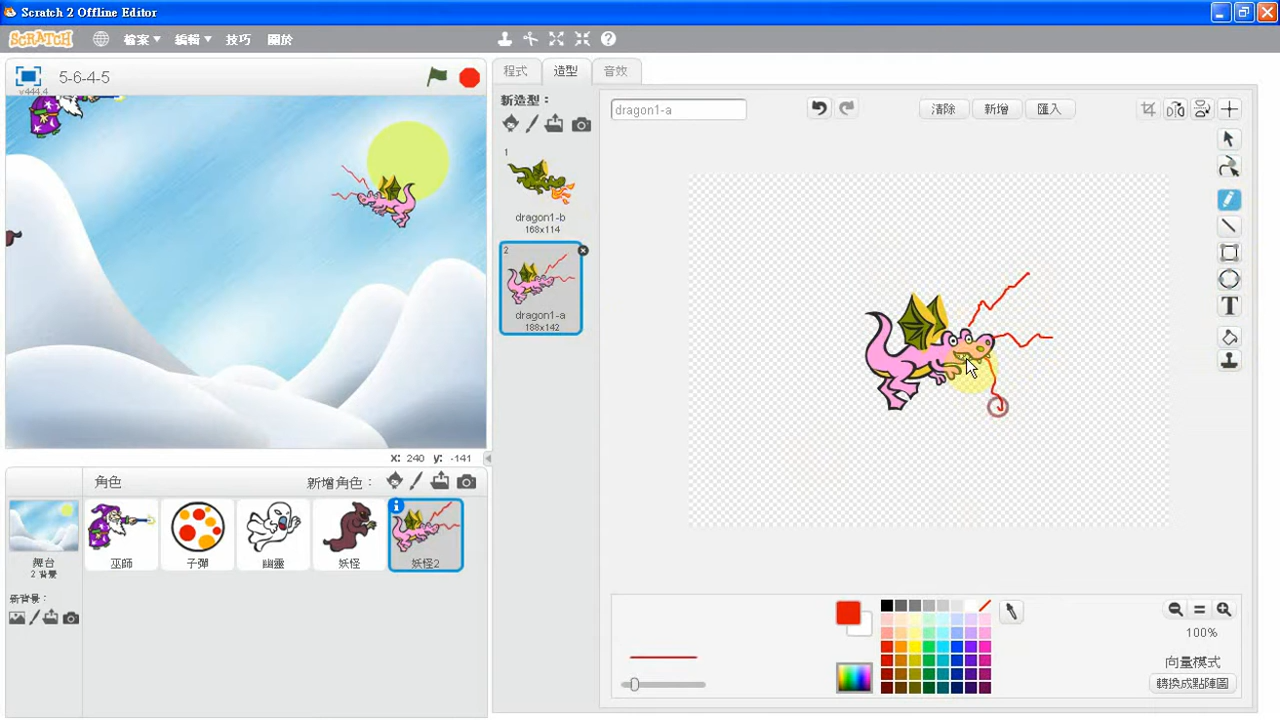 Scratch 2 Offline Editor
SCRATCH 檔案 編輯 技巧 關於
5-6-4-5
v444.4
程式 造型 音效
新造型：
dragon1-a
清除 新增 匯入
1
dragon1-b
168x114
2
dragon1-a
188x142
T
x: 240 y: -141
角色 新增角色：
舞台
2 背景
巫師 子彈 幽靈 妖怪 妖怪2
新背景：
100%
向量模式
轉換成點陣圖